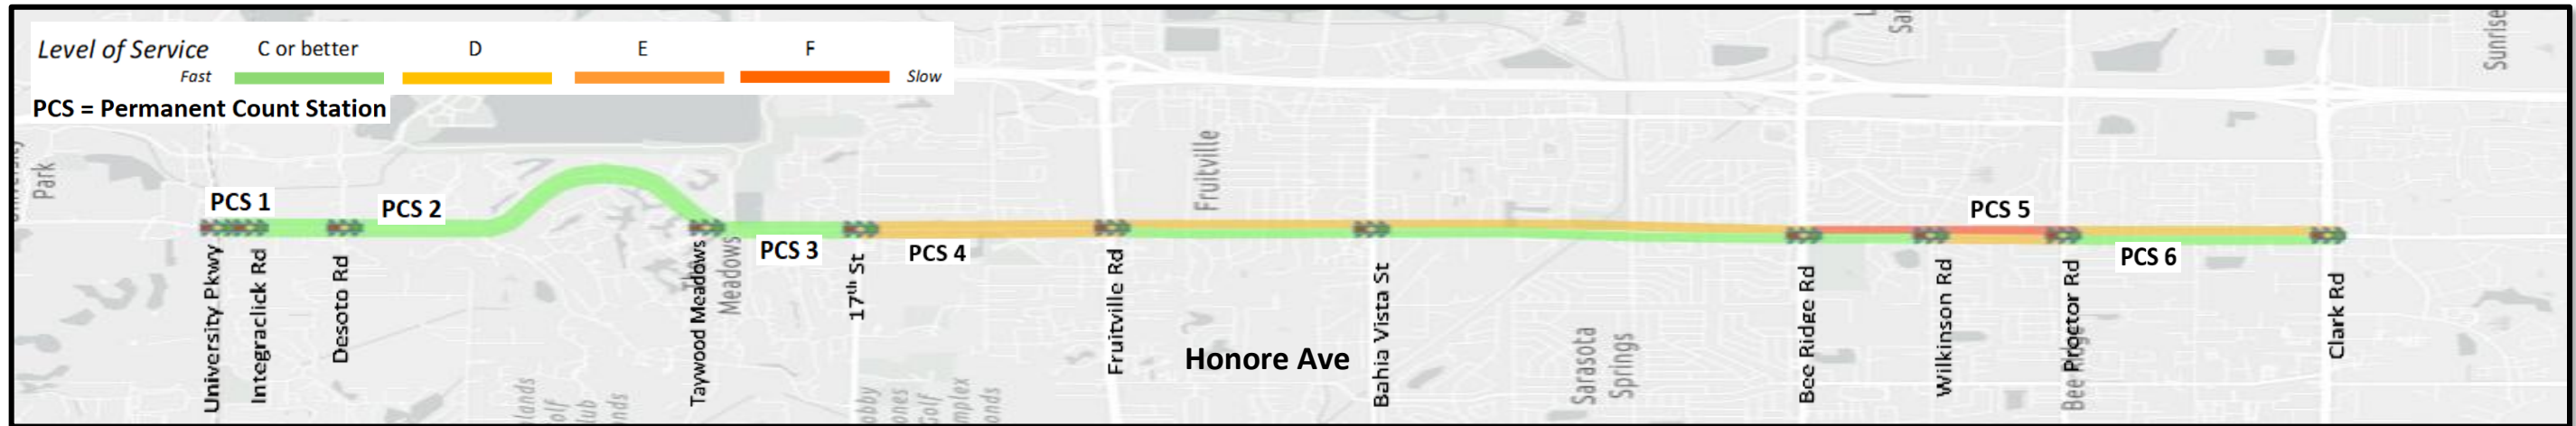 Level of Service
C or better
D
E
F
Fast
Slow
PCS = Permanent Count Station
Park
Fruitville
Sunrise
PCS 1
PCS 2
PCS 3
PCS 4
PCS 5
PCS 6
University Pkwy
Integraclick Rd
Desoto Rd
Taywood Meadows
Meadows
17th St
Fruitville Rd
Honore Ave
Bahia Vista St
Sarasota
Springs
Bee Ridge Rd
Wilkinson Rd
Proctor Rd
Clark Rd